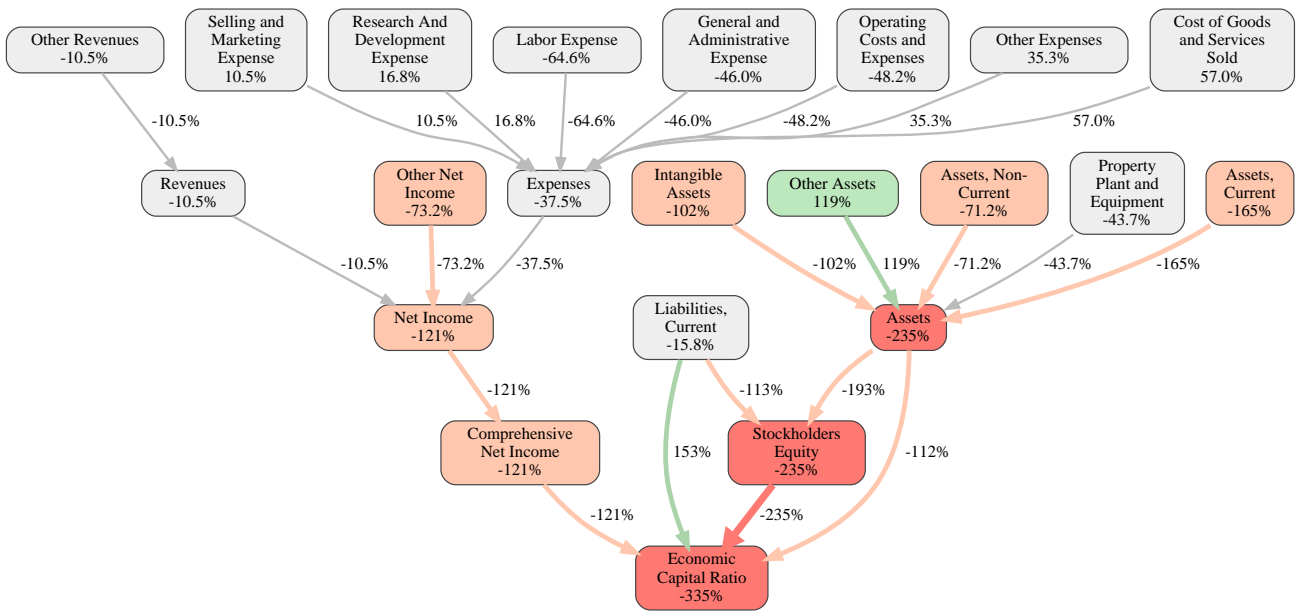 Other Revenues
-10.5%
Selling and
Marketing
Expense
10.5%
Research And
Development
Expense
16.8%
Labor Expense
-64.6%
General and
Administrative
Expense
-46.0%
Operating
Costs and
Expenses
-48.2%
Other Expenses
35.3%
Cost of Goods
and Services
Sold
57.0%
-10.5%
10.5%
16.8%
-64.6%
-46.0%
-48.2%
35.3%
57.0%
Revenues
-10.5%
Other Net
Income
-73.2%
Expenses
-37.5%
Intangible
Assets
-102%
Other Assets
119%
Assets, Non-
Current
-71.2%
Property
Plant and
Equipment
-43.7%
Assets,
Current
-165%
-10.5%
-73.2%
-37.5%
-102%
119%
-71.2%
-43.7%
-165%
Net Income
-121%
Liabilities,
Current
-15.8%
Assets
-235%
-121%
-113%
-193%
Comprehensive
Net Income
-121%
153%
Stockholders
Equity
-235%
-112%
-121%
-235%
Economic
Capital Ratio
-335%